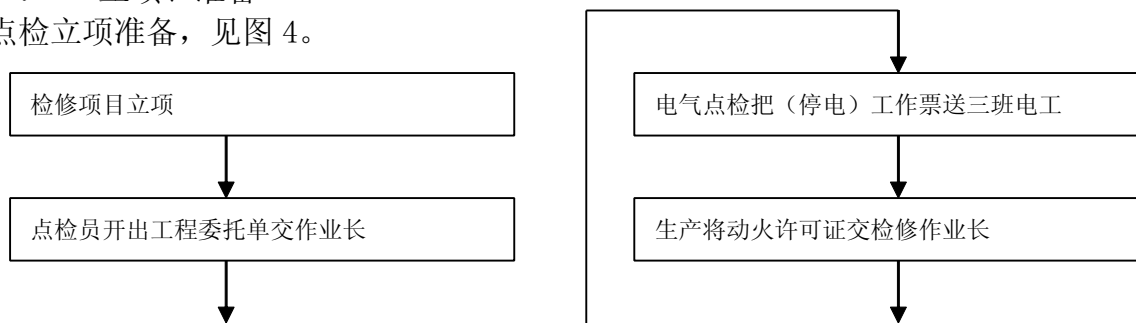 点检立项准备，见图 4。
检修项目立项
点检员开出工程委托单交作业长
电气点检把（停电）工作票送三班电工
生产将动火许可证交检修作业长